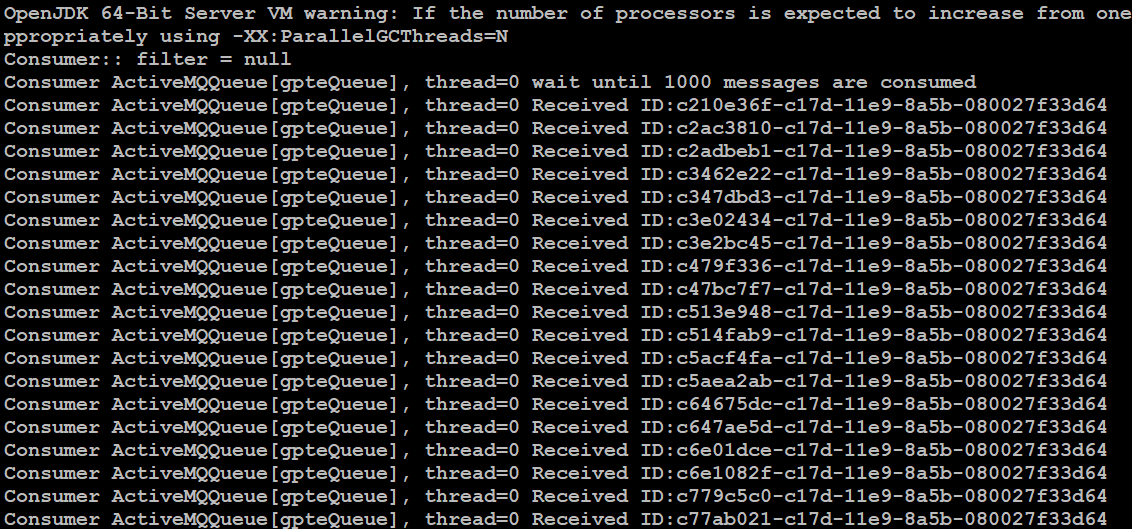 OpenJDK 64-Bit Server VM warning: If the number of processors is expected to increase from one
ppropriately using -XX:ParallelGCThreads=N
Consumer:: filter = null
Consumer ActiveMQQueue[gpteQueue], thread=0 wait until 1000 messages are consumed
Consumer ActiveMQQueue[gpteQueue], thread=0 Received ID:c210e36f-c17d-11e9-8a5b-080027f33d64
Consumer ActiveMQQueue[gpteQueue], thread=0 Received ID:c2ac3810-c17d-11e9-8a5b-080027f33d64
Consumer ActiveMQQueue[gpteQueue], thread=0 Received ID:c2adbeb1-c17d-11e9-8a5b-080027f33d64
Consumer ActiveMQQueue[gpteQueue], thread=0 Received ID:c3462e22-c17d-11e9-8a5b-080027f33d64
Consumer ActiveMQQueue[gpteQueue], thread=0 Received ID:c347dbd3-c17d-11e9-8a5b-080027f33d64
Consumer ActiveMQQueue[gpteQueue], thread=0 Received ID:c3e02434-c17d-11e9-8a5b-080027f33d64
Consumer ActiveMQQueue[gpteQueue], thread=0 Received ID:c3e2bc45-c17d-11e9-8a5b-080027f33d64
Consumer ActiveMQQueue[gpteQueue], thread=0 Received ID:c479f336-c17d-11e9-8a5b-080027f33d64
Consumer ActiveMQQueue[gpteQueue], thread=0 Received ID:c47bc7f7-c17d-11e9-8a5b-080027f33d64
Consumer ActiveMQQueue[gpteQueue], thread=0 Received ID:c513e948-c17d-11e9-8a5b-080027f33d64
Consumer ActiveMQQueue[gpteQueue], thread=0 Received ID:c514fab9-c17d-11e9-8a5b-080027f33d64
Consumer ActiveMQQueue[gpteQueue], thread=0 Received ID:c5acf4fa-c17d-11e9-8a5b-080027f33d64
Consumer ActiveMQQueue[gpteQueue], thread=0 Received ID:c5aea2ab-c17d-11e9-8a5b-080027f33d64
Consumer ActiveMQQueue[gpteQueue], thread=0 Received ID:c64675dc-c17d-11e9-8a5b-080027f33d64
Consumer ActiveMQQueue[gpteQueue], thread=0 Received ID:c647ae5d-c17d-11e9-8a5b-080027f33d64
Consumer ActiveMQQueue[gpteQueue], thread=0 Received ID:c6e01dce-c17d-11e9-8a5b-080027f33d64
Consumer ActiveMQQueue[gpteQueue], thread=0 Received ID:c6e1082f-c17d-11e9-8a5b-080027f33d64
Consumer ActiveMQQueue[gpteQueue], thread=0 Received ID:c779c5c0-c17d-11e9-8a5b-080027f33d64
Consumer ActiveMQQueue[gpteQueue], thread=0 Received ID:c77ab021-c17d-11e9-8a5b-080027f33d64